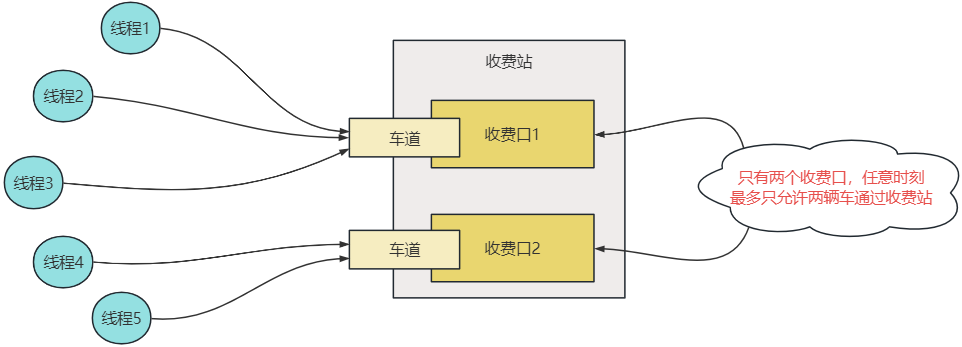 线程1
线程2
线程3
线程4
线程5
收费站
车道
收费口1
车道
收费口2
只有两个收费口，任意时刻
最多只允许两辆车通过收费站